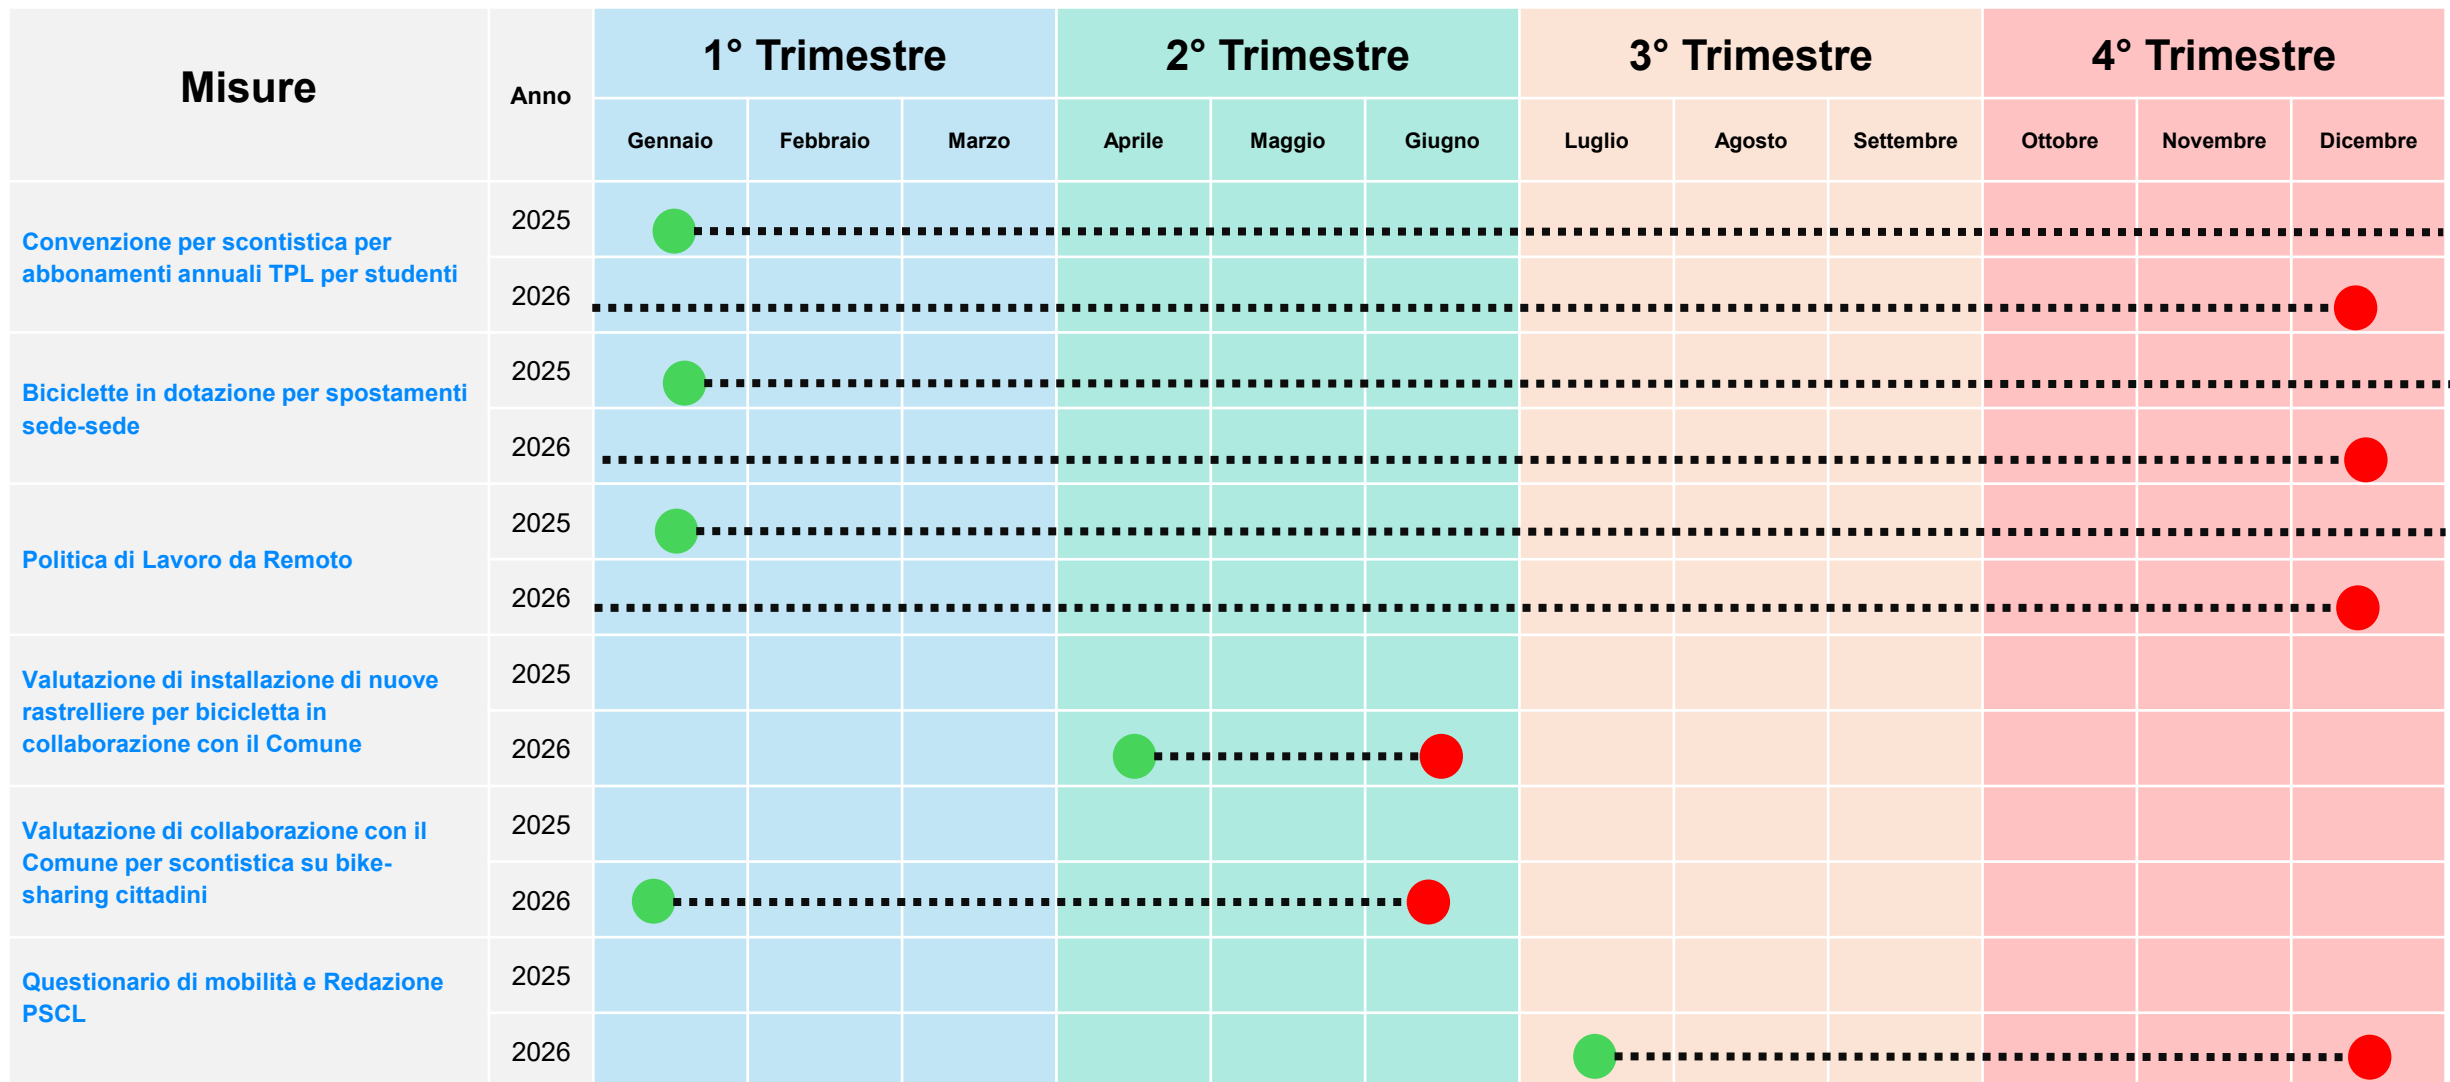 Misure
Anno
1° Trimestre
2° Trimestre
3° Trimestre
4° Trimestre
Gennaio
Febbraio
Marzo
Aprile
Maggio
Giugno
Luglio
Agosto
Settembre
Ottobre
Novembre
Dicembre
Convenzione per scontistica per
abbonamenti annuali TPL per studenti
2025
2026
Biciclette in dotazione per spostamenti
sede-sede
2025
2026
Politica di Lavoro da Remoto
2025
2026
Valutazione di installazione di nuove
rastrelliere per bicicletta in
collaborazione con il Comune
2025
2026
Valutazione di collaborazione con il
Comune per scontistica su bike-
sharing cittadini
2025
2026
Questionario di mobilità e Redazione
PSCL
2025
2026